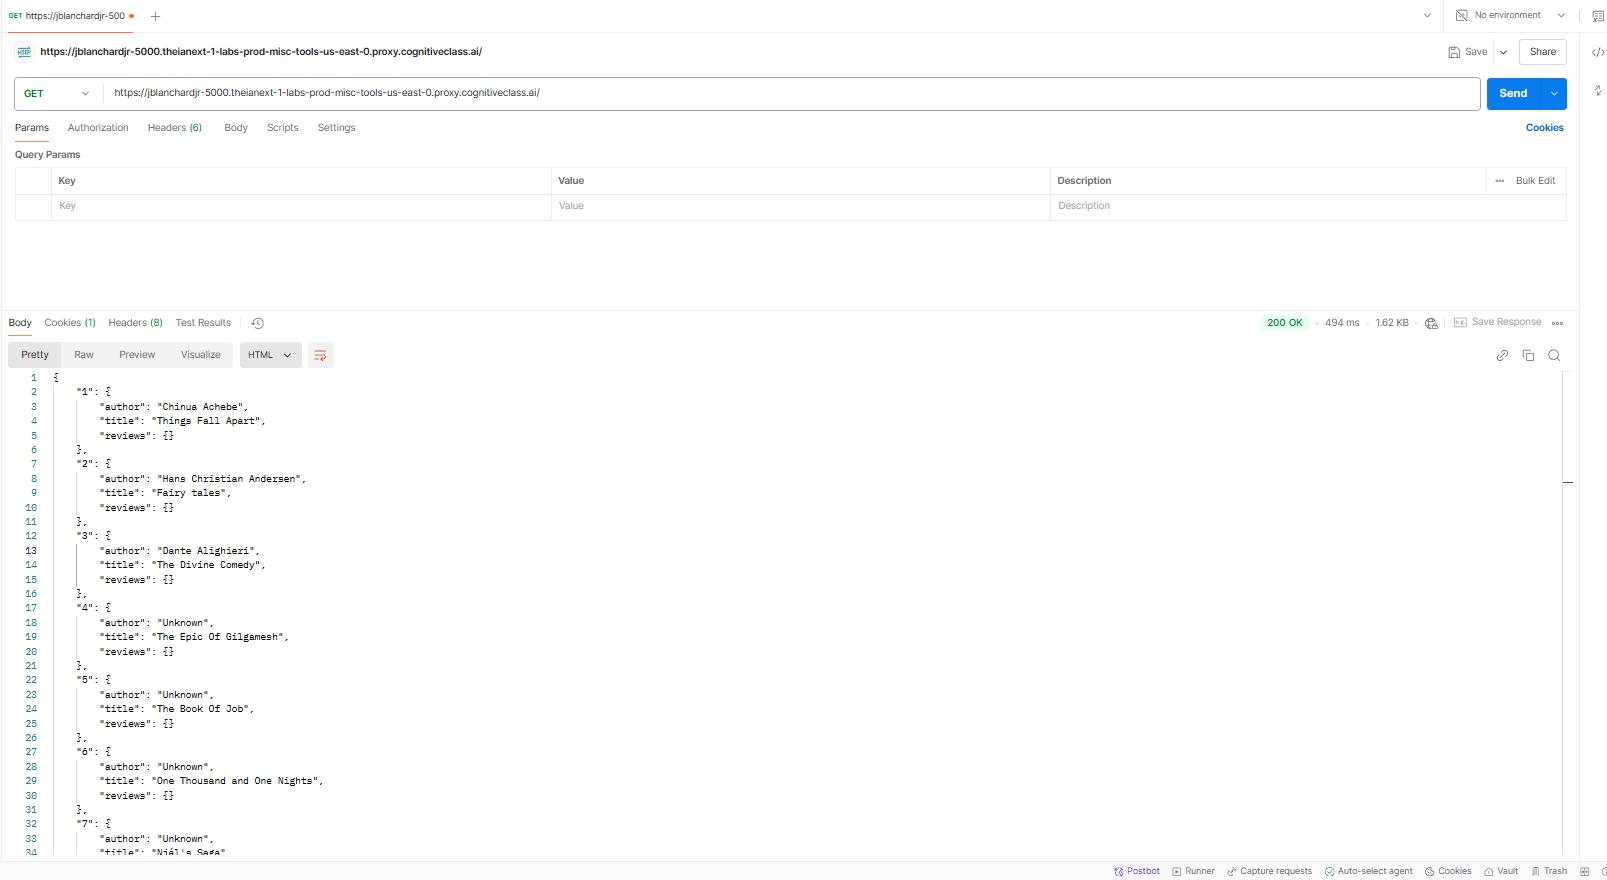 GET https://jblanchardjr-500
No environment
https://jblanchardjr-5000.theianext-1-labs-prod-misc-tools-us-east-0.proxy.cognitiveclass.ai/
Save
Share
GET https://jblanchardjr-5000.theianext-1-labs-prod-misc-tools-us-east-0.proxy.cognitiveclass.ai/
Send
Params Authorization Headers (6) Body Scripts Settings Cookies
Query Params
Key Value Description ••• Bulk Edit
Key Value Description
Body Cookies (1) Headers (8) Test Results 200 OK • 494 ms • 1.62 KB • Save Response
Pretty Raw Preview Visualize HTML
1 {
2 "1": {
3 "author": "Chinua Achebe",
4 "title": "Things Fall Apart",
5 "reviews": {}
6 },
7 "2": {
8 "author": "Hans Christian Andersen",
9 "title": "Fairy tales",
10 "reviews": {}
11 },
12 "3": {
13 "author": "Dante Alighieri",
14 "title": "The Divine Comedy",
15 "reviews": {}
16 },
17 "4": {
18 "author": "Unknown",
19 "title": "The Epic Of Gilgamesh",
20 "reviews": {}
21 },
22 "5": {
23 "author": "Unknown",
24 "title": "The Book Of Job",
25 "reviews": {}
26 },
27 "6": {
28 "author": "Unknown",
29 "title": "One Thousand and One Nights",
30 "reviews": {}
31 },
32 "7": {
33 "author": "Unknown",
34 "title": "Njál's Saga"
Postbot Runner Capture requests Auto-select agent Cookies Vault Trash